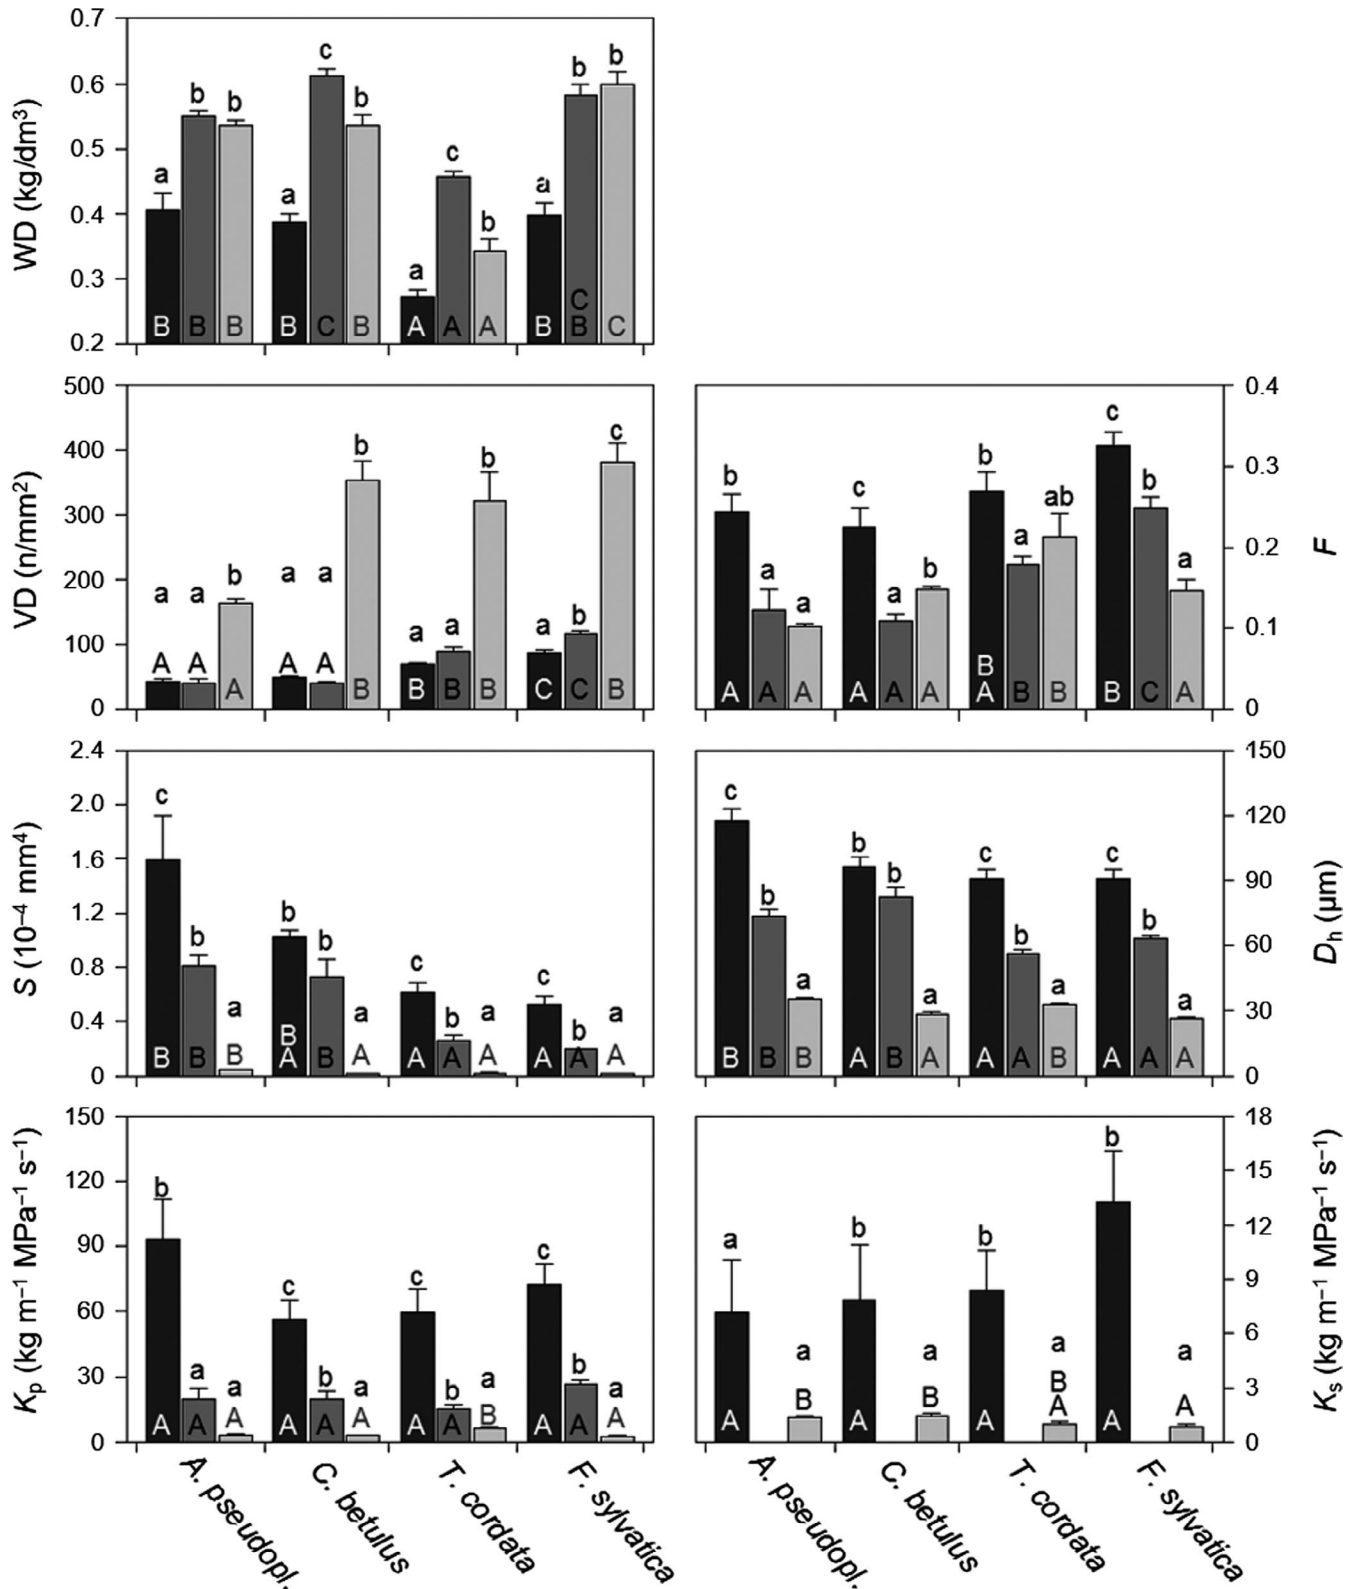 0.7
0.6
0.5
0.4
0.3
0.2
WD (kg/dm³)
a b b a c b a c b a b b
C
B B B B C B A A A B B C
500
400
300
200
100
0
VD (n/mm²)
a a b a a b a a b a b c
A A A A
A B B B B C C B
0.4
0.3
0.2
0.1
0
F
b a a c a b b a ab c b a
B
A A A A A A A B B B C A
2.4
2.0
1.6
1.2
0.8
0.4
0
S (10⁻⁴ mm⁴)
c b a b b a c b a c b a
B
B B B A B A A A A A A A
150
120
90
60
30
0
Dh (µm)
c b a b b a c b a c b a
B B B A B A A A B A A A
150
120
90
60
30
0
Kp (kg m⁻¹ MPa⁻¹ s⁻¹)
b a a c b a c b a c b a
A A A A A A A A B A A A
18
15
12
9
6
3
0
Ks (kg m⁻¹ MPa⁻¹ s⁻¹)
a a b a b a b a
B
A B A B A A A A
A. pseudopl.
C. betulus
T. cordata
F. sylvatica
A. pseudopl.
C. betulus
T. cordata
F. sylvatica